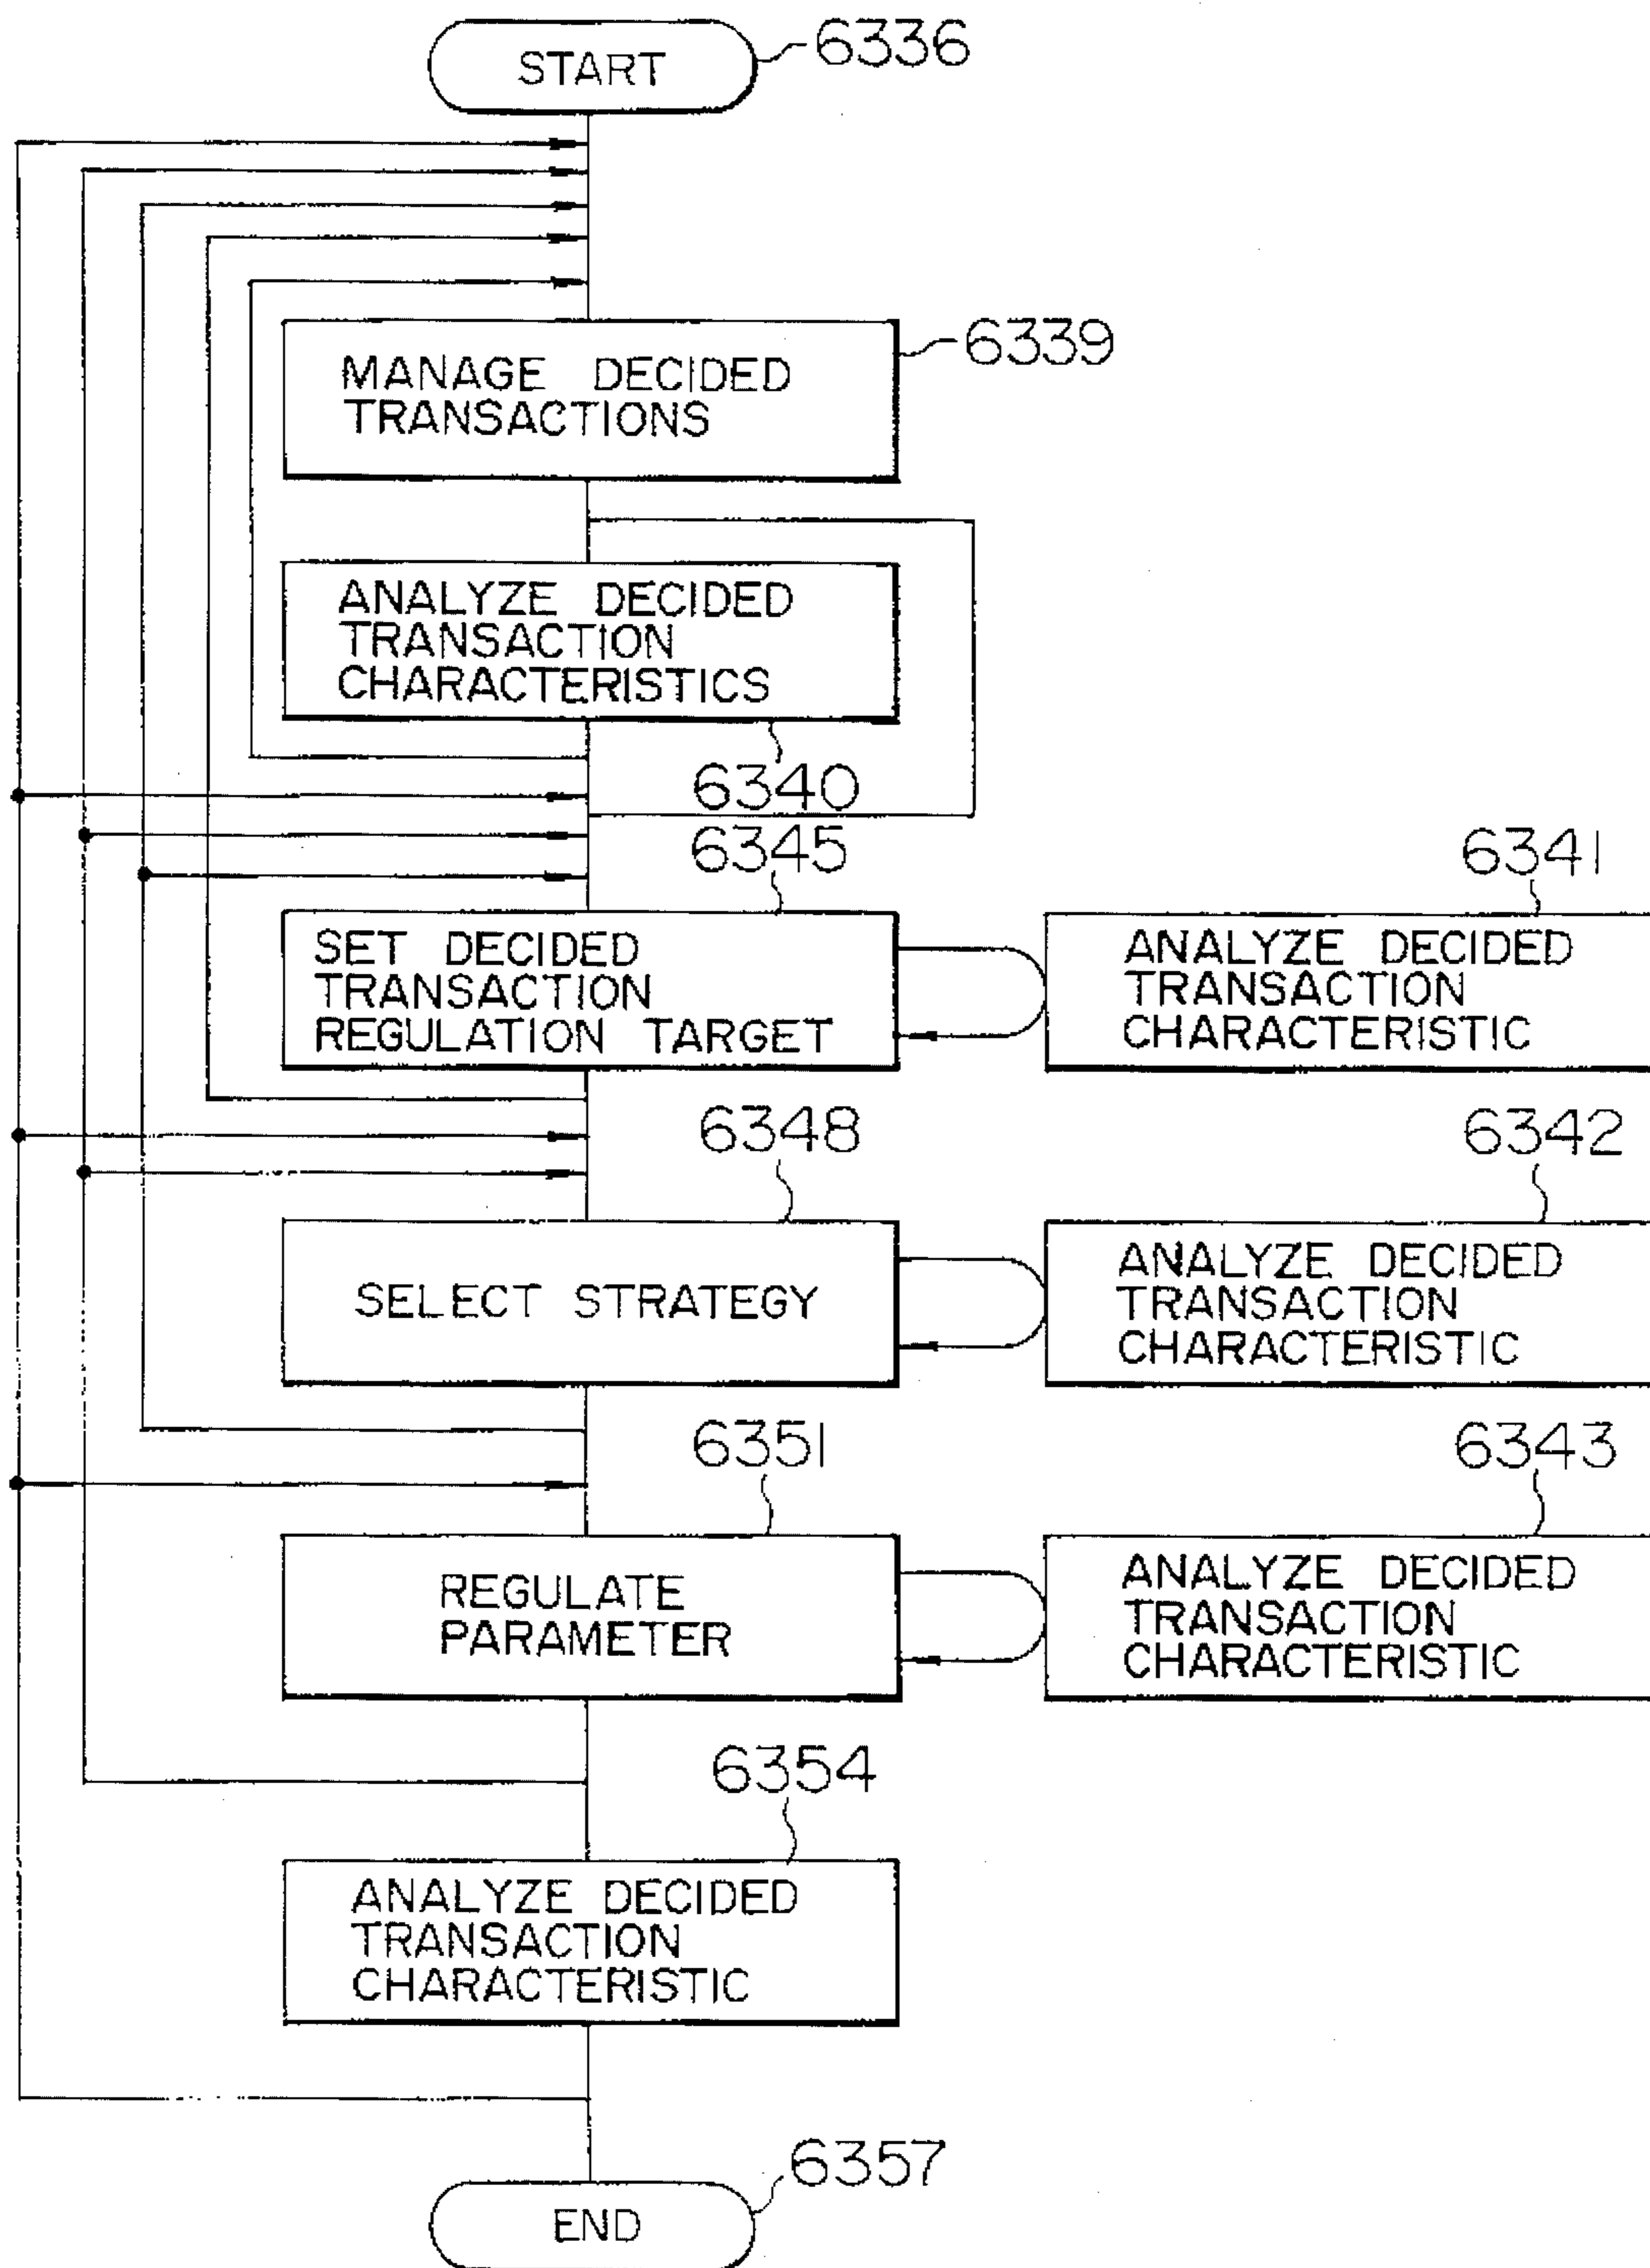 START
6336
MANAGE DECIDED
TRANSACTIONS
6339
ANALYZE DECIDED
TRANSACTION
CHARACTERISTICS
6340
6345
6341
SET DECIDED
TRANSACTION
REGULATION TARGET
ANALYZE DECIDED
TRANSACTION
CHARACTERISTIC
6348
6342
SELECT STRATEGY
ANALYZE DECIDED
TRANSACTION
CHARACTERISTIC
6351
6343
REGULATE
PARAMETER
ANALYZE DECIDED
TRANSACTION
CHARACTERISTIC
6354
ANALYZE DECIDED
TRANSACTION
CHARACTERISTIC
6357
END